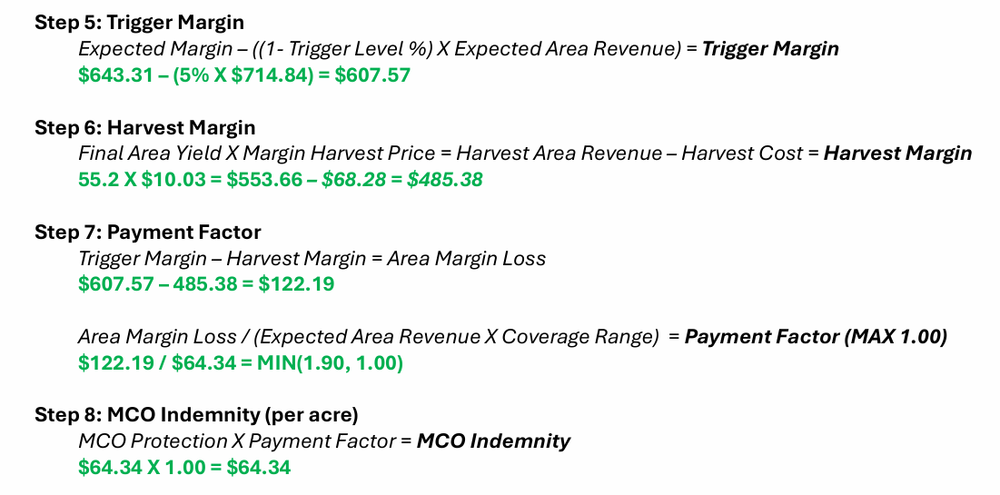 Step 5: Trigger Margin
Expected Margin – ((1- Trigger Level %) X Expected Area Revenue) = Trigger Margin
$643.31 – (5% X $714.84) = $607.57
Step 6: Harvest Margin
Final Area Yield X Margin Harvest Price = Harvest Area Revenue – Harvest Cost = Harvest Margin
55.2 X $10.03 = $553.66 – $68.28 = $485.38
Step 7: Payment Factor
Trigger Margin – Harvest Margin = Area Margin Loss
$607.57 – 485.38 = $122.19
Area Margin Loss / (Expected Area Revenue X Coverage Range) = Payment Factor (MAX 1.00)
$122.19 / $64.34 = MIN(1.90, 1.00)
Step 8: MCO Indemnity (per acre)
MCO Protection X Payment Factor = MCO Indemnity
$64.34 X 1.00 = $64.34